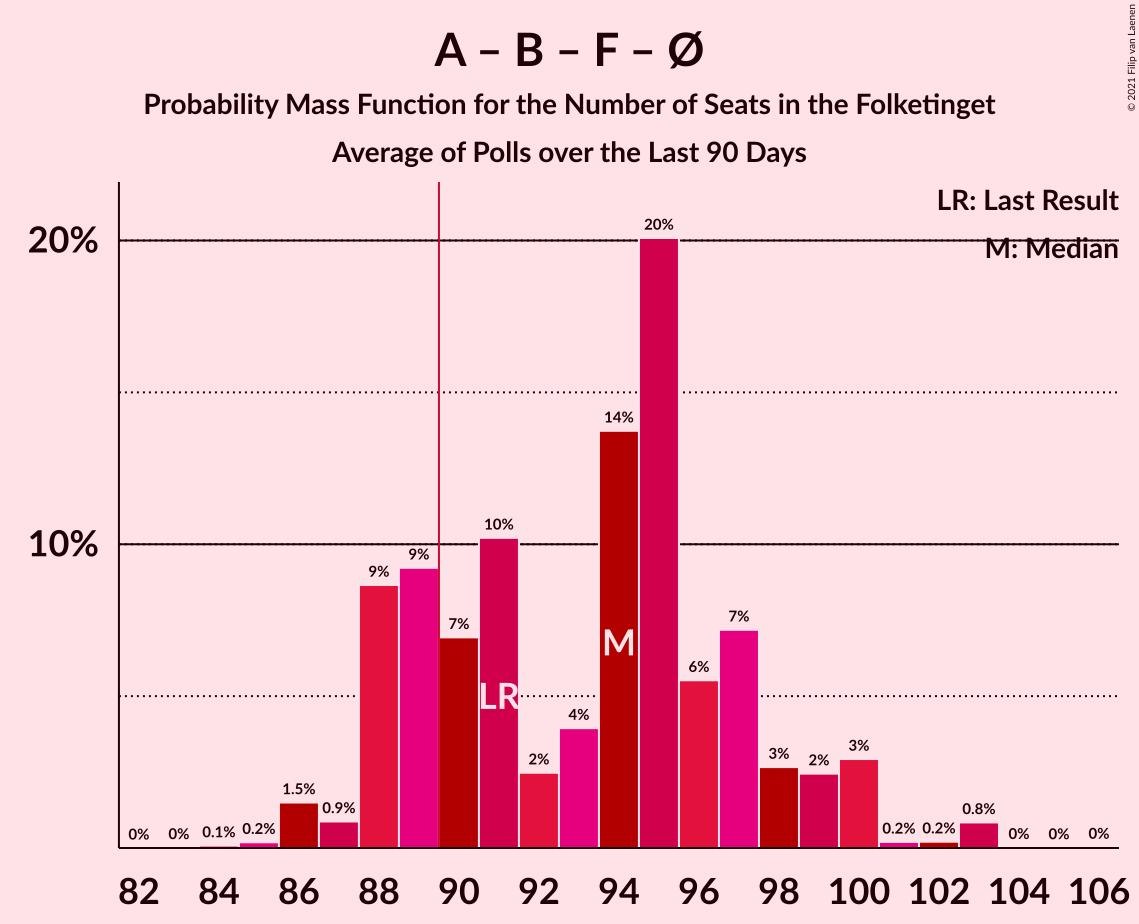 A – B – F – Ø
Probability Mass Function for the Number of Seats in the Folketinget
Average of Polls over the Last 90 Days
© 2021 Filip van Laenen
LR: Last Result
M: Median
20%
10%
0% 0% 0.1% 0.2% 1.5% 0.9% 9% 9% 7% 10% 2% 4% 14% 20% 6% 7% 3% 2% 3% 0.2% 0.2% 0.8% 0% 0% 0%
LR
M
82 84 86 88 90 92 94 96 98 100 102 104 106